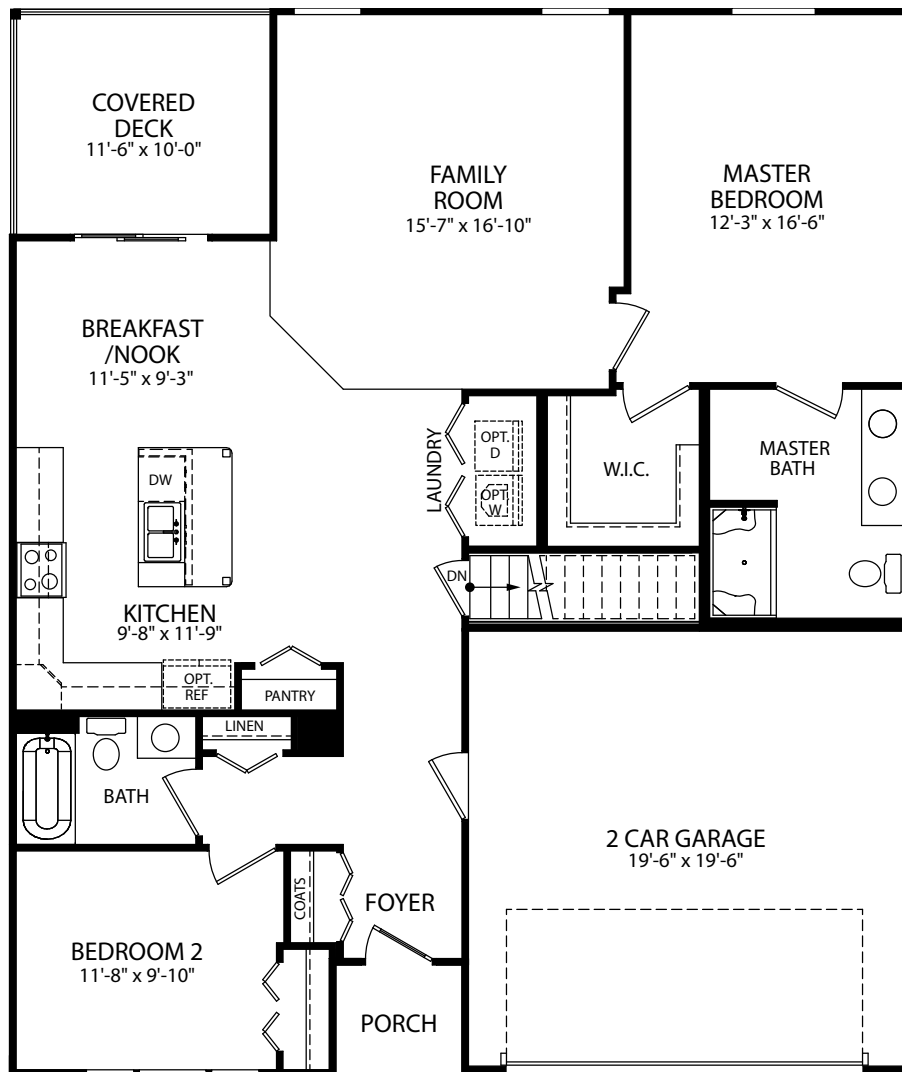 COVERED
DECK
11'-6" x 10'-0"
FAMILY
ROOM
15'-7" x 16'-10"
MASTER
BEDROOM
12'-3" x 16'-6"
BREAKFAST
/NOOK
11'-5" x 9'-3"
LAUNDRY
OPT.
D
OPT.
W
W.I.C.
MASTER
BATH
DW
DN
KITCHEN
9'-8" x 11'-9"
OPT.
REF
PANTRY
LINEN
BATH
2 CAR GARAGE
19'-6" x 19'-6"
COATS
FOYER
BEDROOM 2
11'-8" x 9'-10"
PORCH